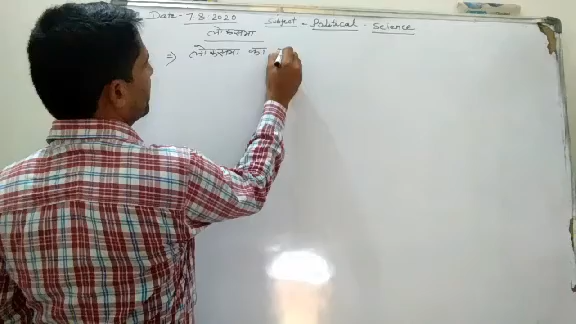 Date - 7.8.2020 Subject - Political - Science
लोकसभा
⇒ लोकसभा का